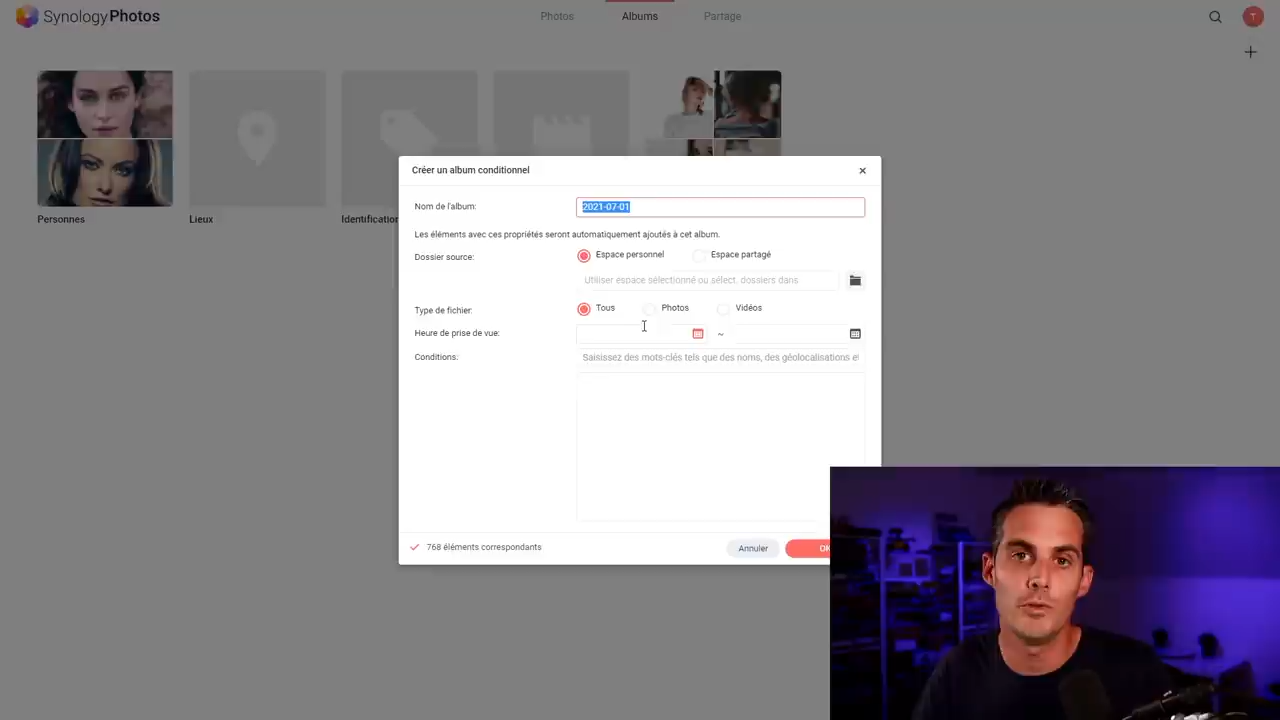 SynologyPhotos
Photos
Albums
Partage
T
Personnes
Lieux
Identification
Créer un album conditionnel
Nom de l'album:
2021-07-01
Les éléments avec ces propriétés seront automatiquement ajoutés à cet album.
Dossier source:
Espace personnel
Espace partagé
Utiliser espace sélectionné ou sélect. dossiers dans
Type de fichier:
Tous
Photos
Vidéos
Heure de prise de vue:
~
Conditions:
Saisissez des mots-clés tels que des noms, des géolocalisations et
768 éléments correspondants
Annuler
OK